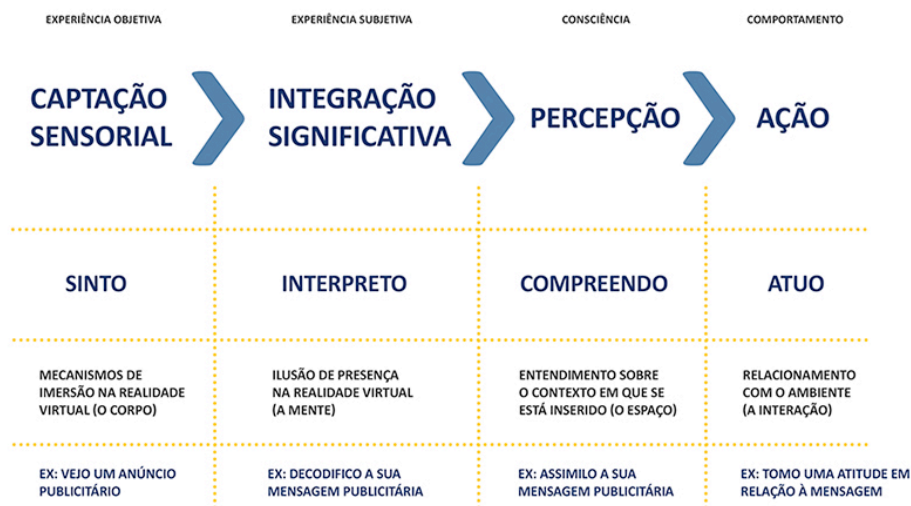 EXPERIÊNCIA OBJETIVA
EXPERIÊNCIA SUBJETIVA
CONSCIÊNCIA
COMPORTAMENTO
CAPTAÇÃO
SENSORIAL
INTEGRAÇÃO
SIGNIFICATIVA
PERCEPÇÃO
AÇÃO
SINTO
INTERPRETO
COMPREENDO
ATUO
MECANISMOS DE
IMERSÃO NA REALIDADE
VIRTUAL (O CORPO)
ILUSÃO DE PRESENÇA
NA REALIDADE VIRTUAL
(A MENTE)
ENTENDIMENTO SOBRE
O CONTEXTO EM QUE SE
ESTÁ INSERIDO (O ESPAÇO)
RELACIONAMENTO
COM O AMBIENTE
(A INTERAÇÃO)
EX: VEJO UM ANÚNCIO
PUBLICITÁRIO
EX: DECODIFICO A SUA
MENSAGEM PUBLICITÁRIA
EX: ASSIMILO A SUA
MENSAGEM PUBLICITÁRIA
EX: TOMO UMA ATITUDE EM
RELAÇÃO À MENSAGEM